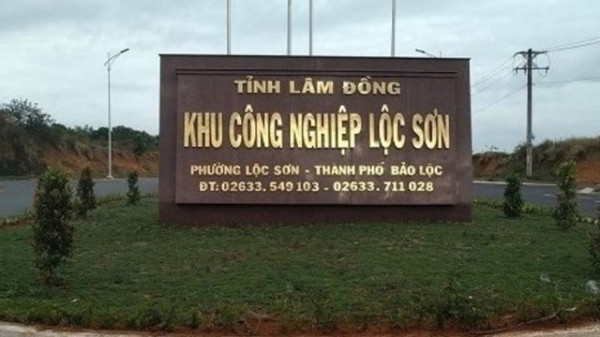 TỈNH LÂM ĐỒNG
KHU CÔNG NGHIỆP LỘC SƠN
PHƯỜNG LỘC SƠN - THÀNH PHỐ BẢO LỘC
ĐT: 02633.549 103 - 02633.711 028